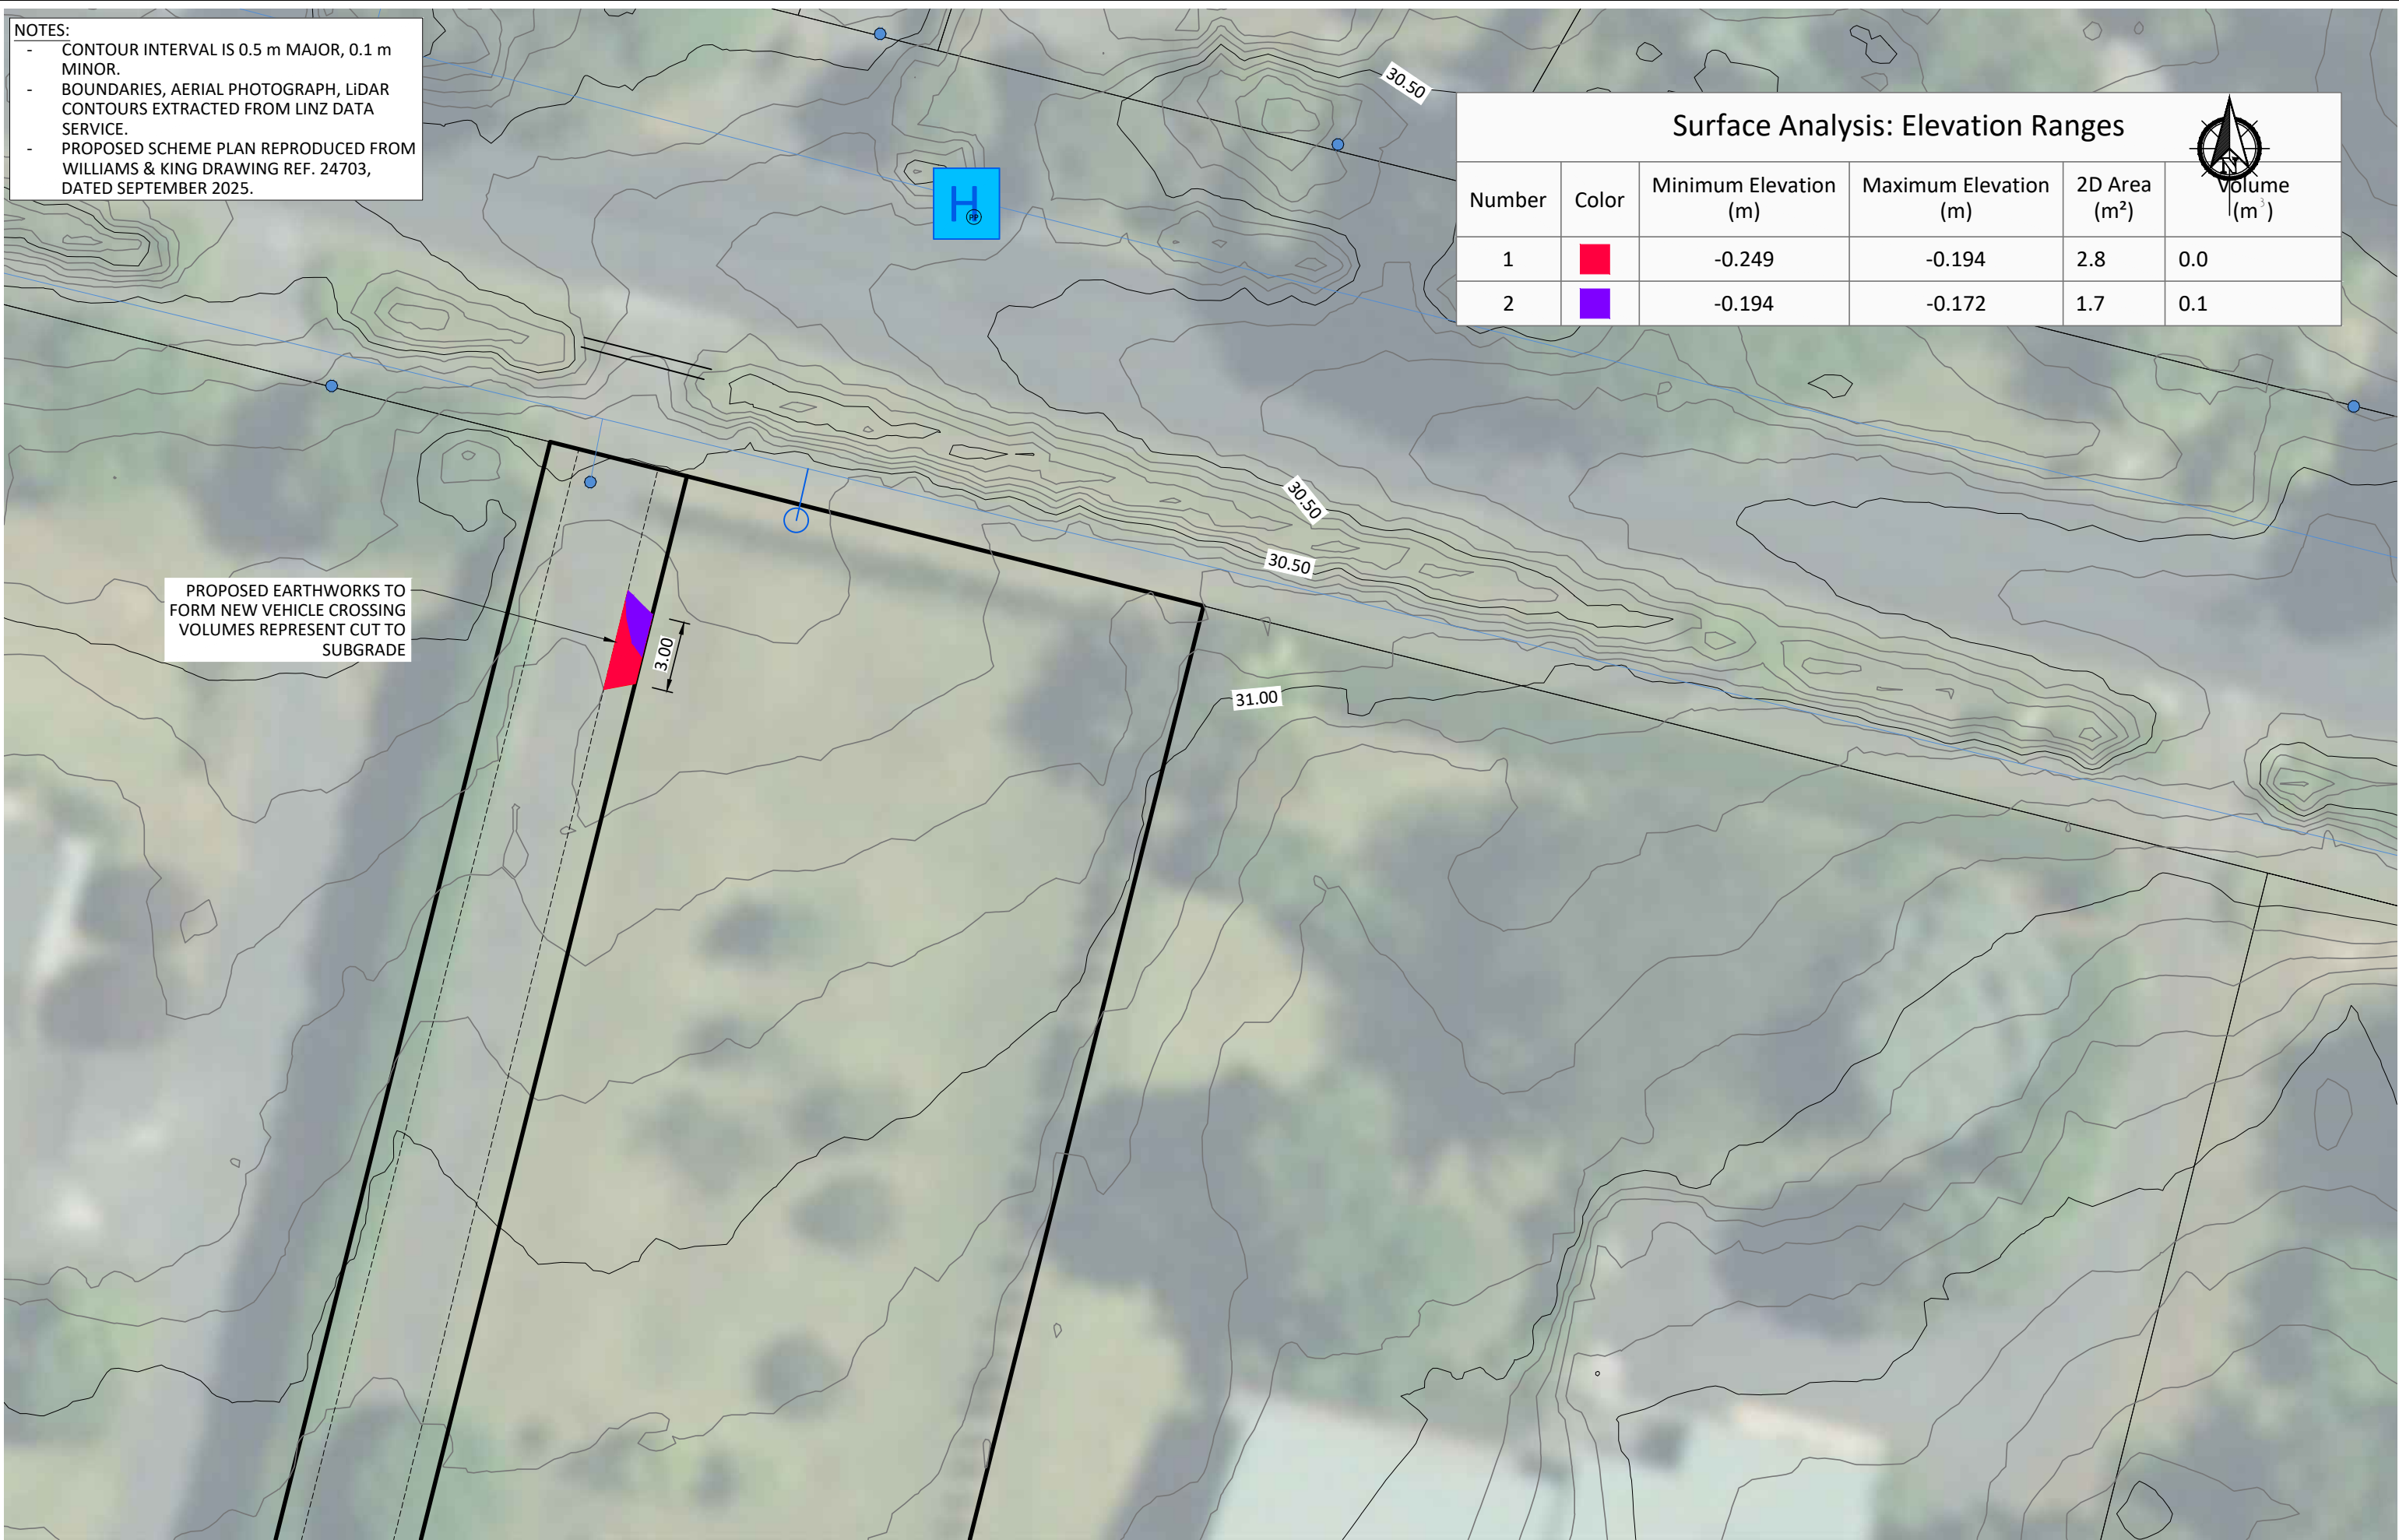 NOTES:
- CONTOUR INTERVAL IS 0.5 m MAJOR, 0.1 m
MINOR.
- BOUNDARIES, AERIAL PHOTOGRAPH, LiDAR
CONTOURS EXTRACTED FROM LINZ DATA
SERVICE.
- PROPOSED SCHEME PLAN REPRODUCED FROM
WILLIAMS & KING DRAWING REF. 24703,
DATED SEPTEMBER 2025.
30.50
Surface Analysis: Elevation Ranges
N
Number Color Minimum Elevation (m) Maximum Elevation (m) 2D Area (m²) Volume (m³)
1 -0.249 -0.194 2.8 0.0
2 -0.194 -0.172 1.7 0.1
H
PP
30.50
30.50
PROPOSED EARTHWORKS TO
FORM NEW VEHICLE CROSSING
VOLUMES REPRESENT CUT TO
SUBGRADE
3.00
31.00